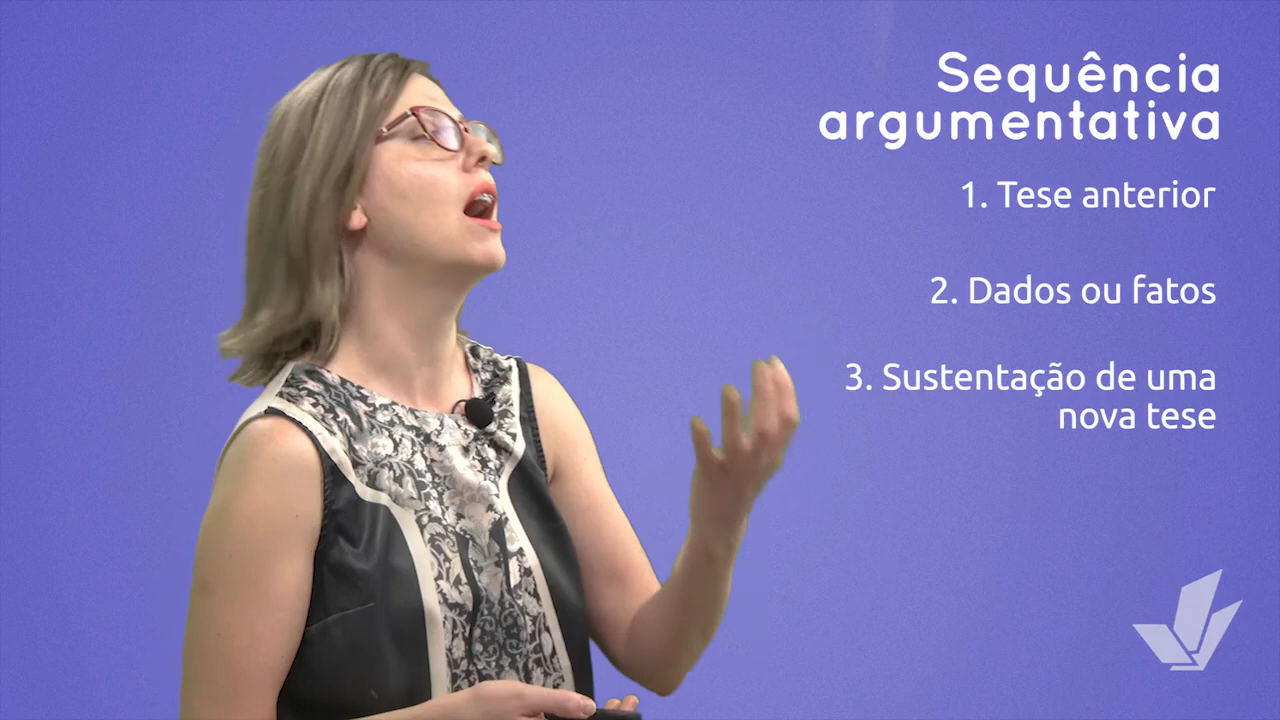 Sequência
argumentativa
1. Tese anterior
2. Dados ou fatos
3. Sustentação de uma
nova tese